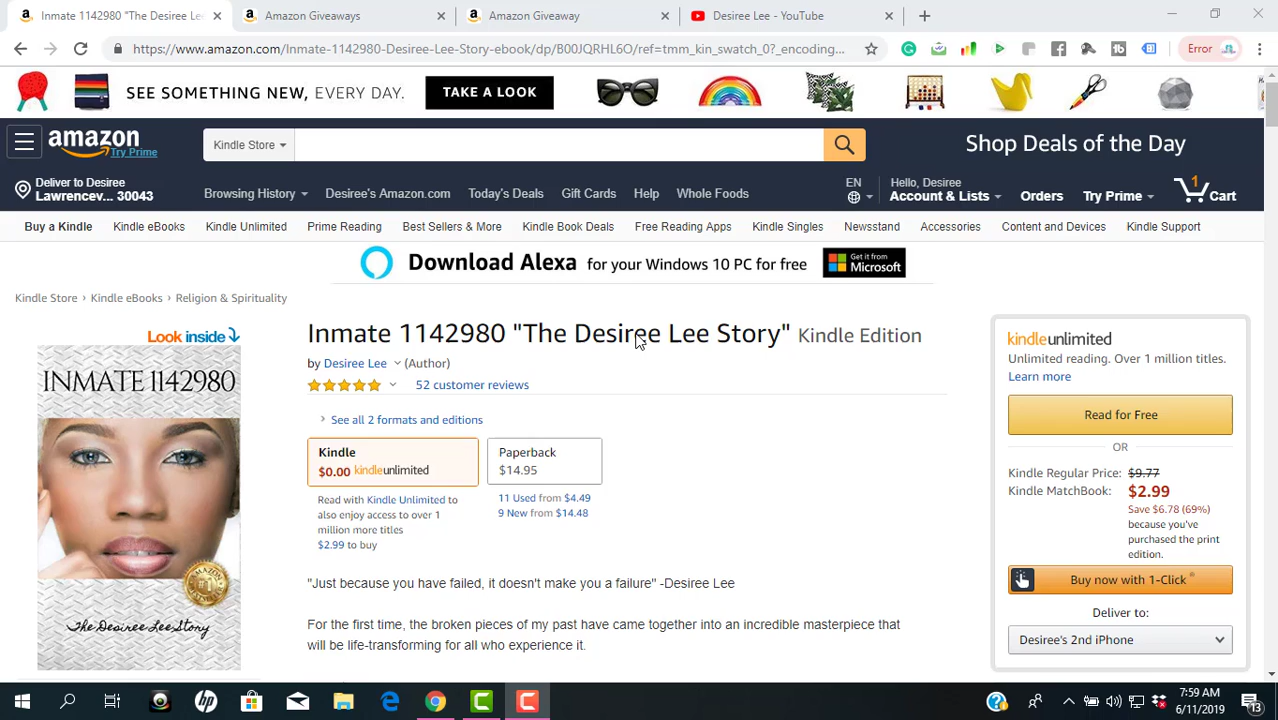 Inmate 1142980 "The Desiree Lee
Amazon Giveaways
Amazon Giveaway
Desiree Lee - YouTube
https://www.amazon.com/Inmate-1142980-Desiree-Lee-Story-ebook/dp/B00JQRHL6O/ref=tmm_kin_swatch_0?_encoding...
Error
SEE SOMETHING NEW, EVERY DAY.
TAKE A LOOK
amazon
Try Prime
Kindle Store
Shop Deals of the Day
Deliver to Desiree
Lawrencev... 30043
Browsing History
Desiree's Amazon.com
Today's Deals
Gift Cards
Help
Whole Foods
EN
Hello, Desiree
Account & Lists
Orders
Try Prime
1
Cart
Buy a Kindle
Kindle eBooks
Kindle Unlimited
Prime Reading
Best Sellers & More
Kindle Book Deals
Free Reading Apps
Kindle Singles
Newsstand
Accessories
Content and Devices
Kindle Support
Download Alexa for your Windows 10 PC for free
Get it from
Microsoft
Kindle Store › Kindle eBooks › Religion & Spirituality
Look inside
INMATE 1142980
AMAZON
#1
The Desiree Lee Story
Inmate 1142980 "The Desiree Lee Story" Kindle Edition
by Desiree Lee (Author)
52 customer reviews
› See all 2 formats and editions
Kindle
$0.00 kindleunlimited
Paperback
$14.95
Read with Kindle Unlimited to
also enjoy access to over 1
million more titles
$2.99 to buy
11 Used from $4.49
9 New from $14.48
"Just because you have failed, it doesn't make you a failure" -Desiree Lee
For the first time, the broken pieces of my past have came together into an incredible masterpiece that
will be life-transforming for all who experience it.
kindleunlimited
Unlimited reading. Over 1 million titles.
Learn more
Read for Free
OR
Kindle Regular Price: $9.77
Kindle MatchBook: $2.99
Save $6.78 (69%)
because you've
purchased the print
edition.
Buy now with 1-Click ®
Deliver to:
Desiree's 2nd iPhone
7:59 AM
6/11/2019
13